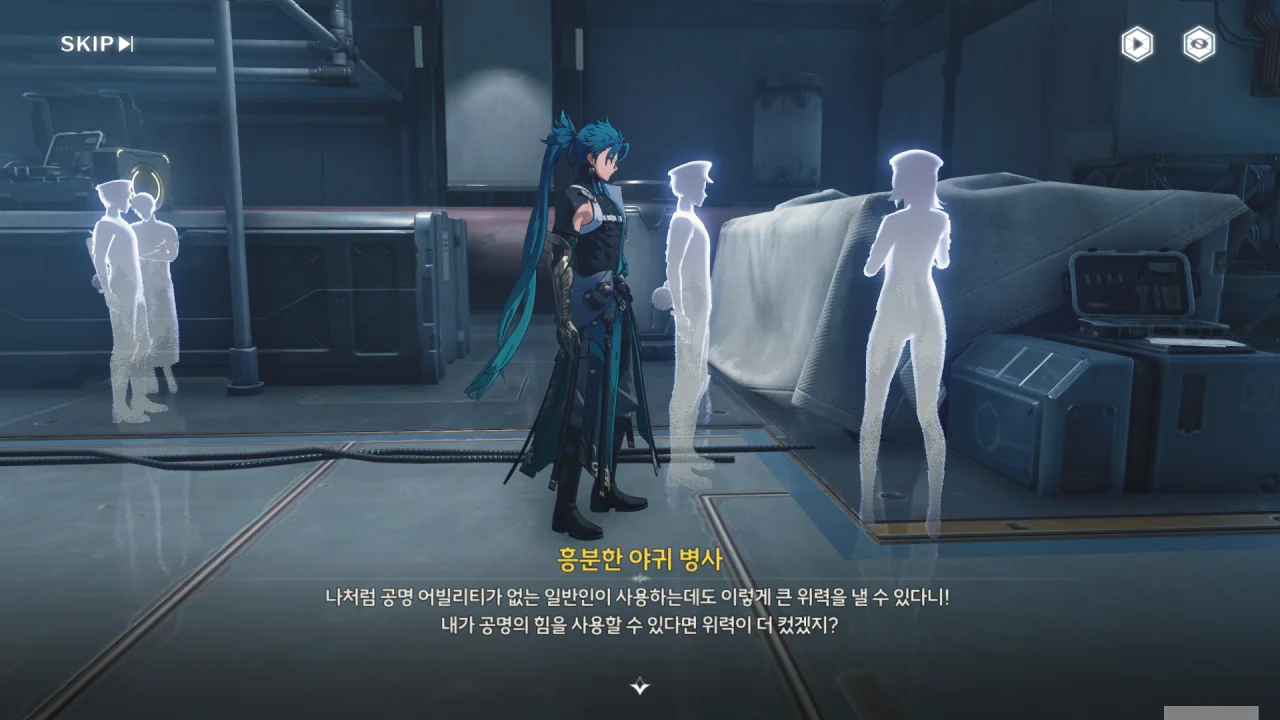 SKIP
흥분한 야귀 병사
나처럼 공명 어빌리티가 없는 일반인이 사용하는데도 이렇게 큰 위력을 낼 수 있다니!
내가 공명의 힘을 사용할 수 있다면 위력이 더 컸겠지?